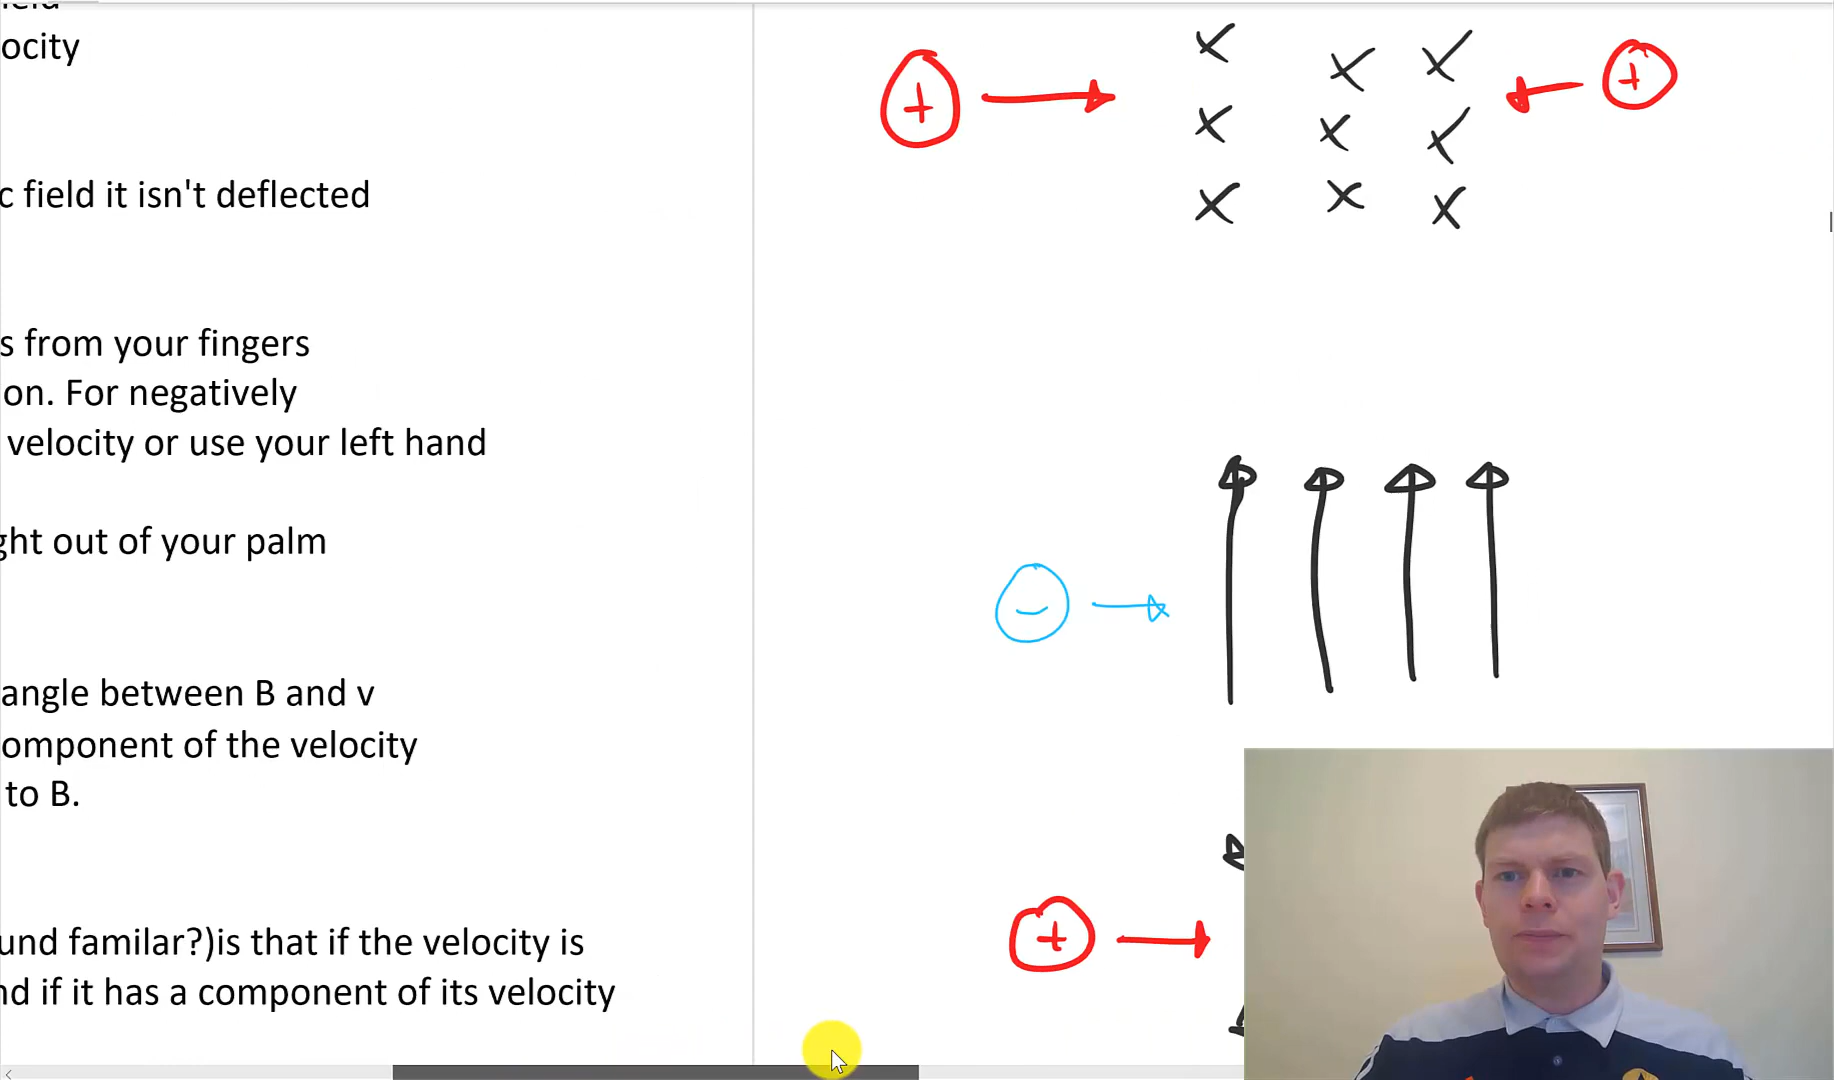 ocity
c field it isn't deflected
s from your fingers
on. For negatively
velocity or use your left hand
ght out of your palm
angle between B and v
omponent of the velocity
to B.
und familar?)is that if the velocity is
nd if it has a component of its velocity
+
+
x x x
x x x
x x x
−
+